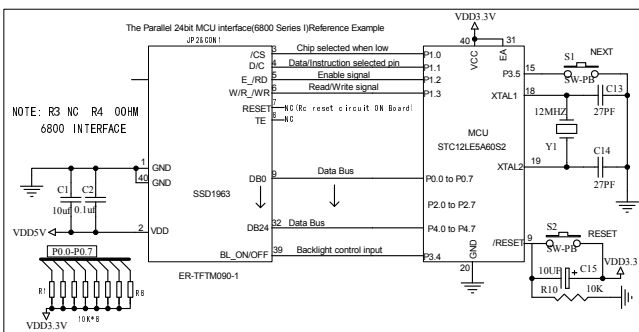 The Parallel 24bit MCU interface(6800 Series I)Reference Example
JP2&CON1
VDD3.3V
40
31
VCC
EA
/CS
3
Chip selected when low
P1.0
D/C
4
Data/Instruction selected pin
P1.1
E_/RD
5
Enable signal
P1.2
W/R_/WR
6
Read/Write signal
P1.3
RESET
7
NC(Rc reset circuit ON Board)
TE
8
NC
P3.5
15
S1
NEXT
SW-PB
XTAL1
18
C13
27PF
12MHZ
Y1
MCU
STC12LE5A60S2
XTAL2
19
C14
27PF
NOTE: R3 NC R4 0OHM
6800 INTERFACE
1
GND
40
GND
C1
C2
10uf
0.1uf
SSD1963
DB0
9
Data Bus
P0.0 to P0.7
P2.0 to P2.7
VDD5V
2
VDD
DB24
32
Data Bus
P4.0 to P4.7
/RESET
9
S2
RESET
SW-PB
BL_ON/OFF
39
Backlight control input
P3.4
GND
20
ER-TFTM090-1
P0.0-P0.7
R1
R8
10K*8
VDD3.3V
10UF
+
C15
VDD3.3
R10
10K